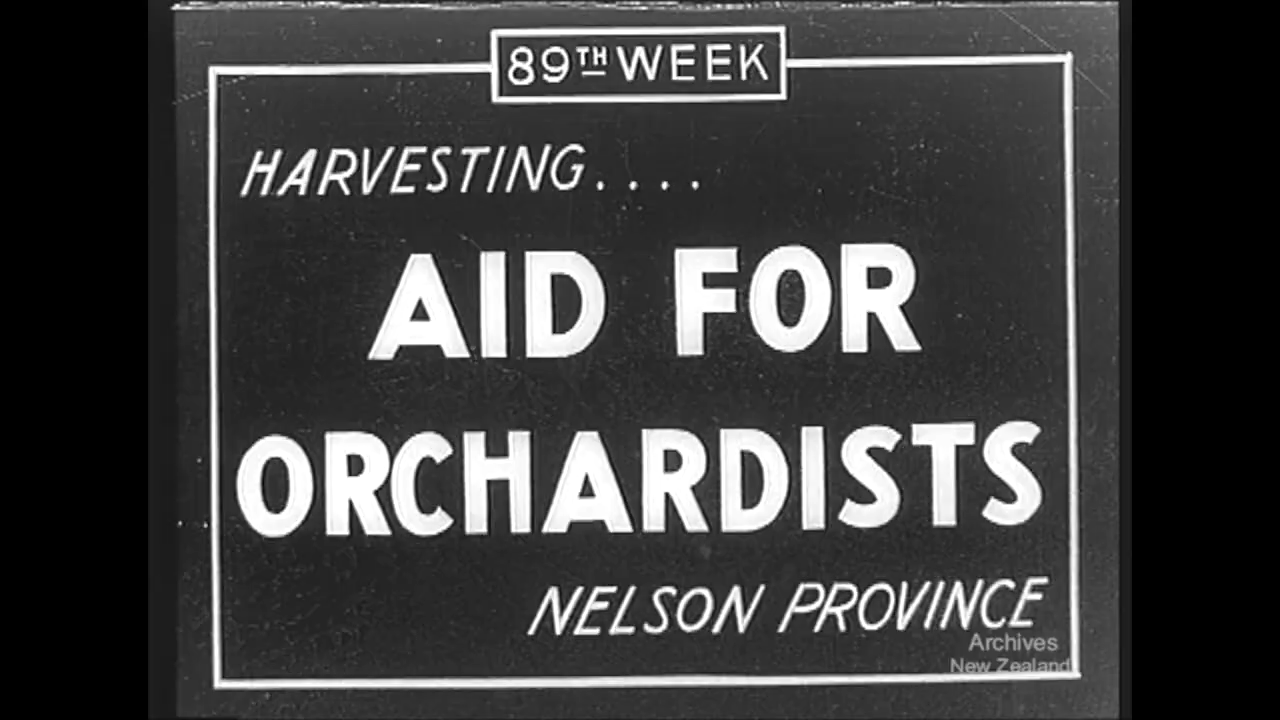 89TH WEEK
HARVESTING....
AID FOR
ORCHARDISTS
NELSON PROVINCE
Archives
New Zealand